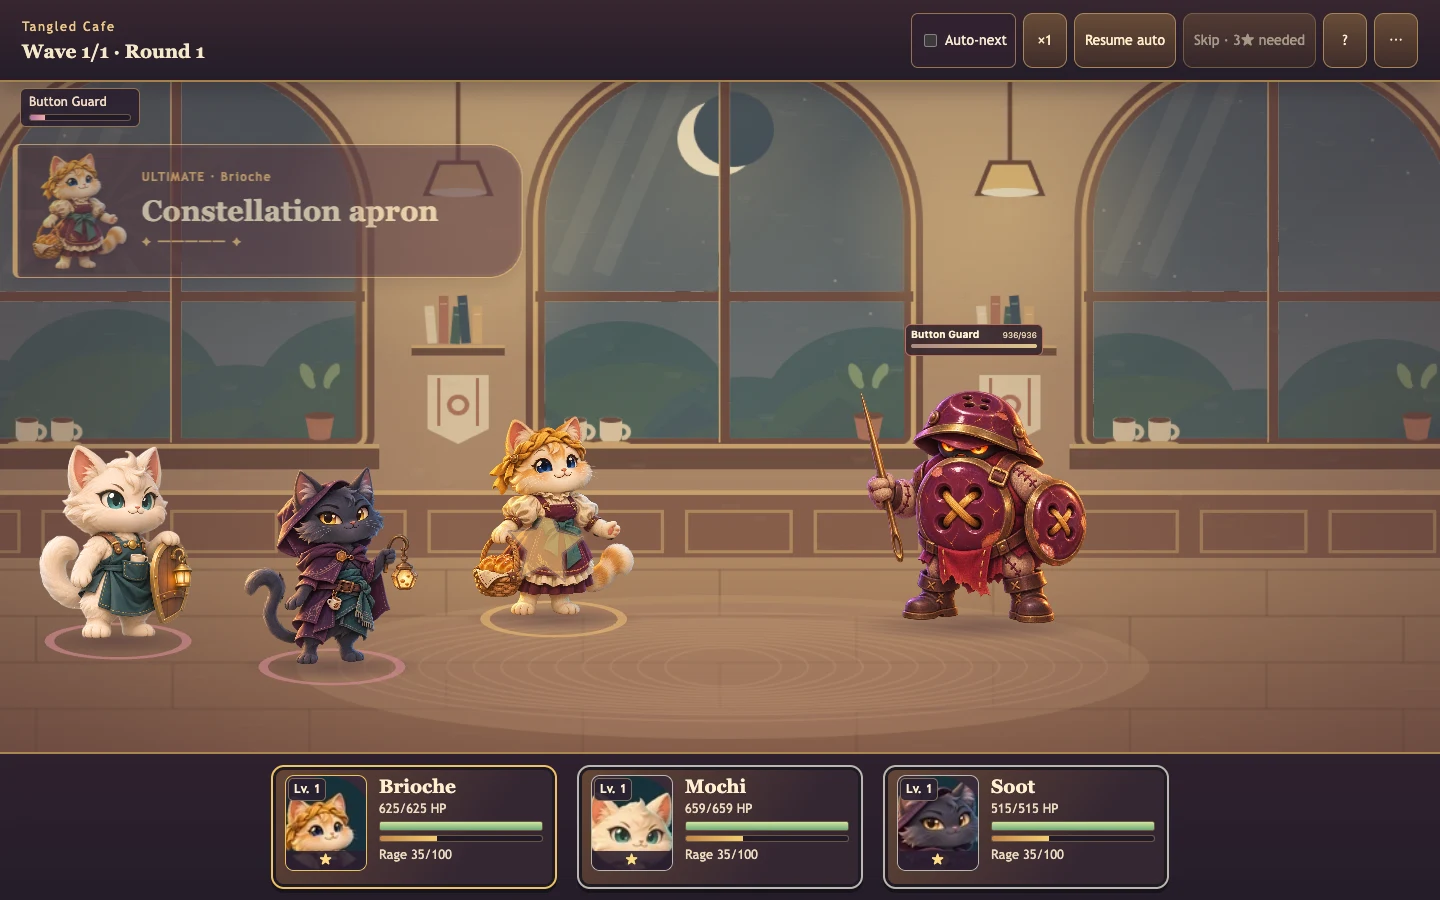 Tangled Cafe
Wave 1/1 · Round 1
Auto-next
×1
Resume auto
Skip · 3★ needed
?
...
Button Guard
ULTIMATE · Brioche
Constellation apron
Button Guard 936/936
Lv. 1
Brioche
625/625 HP
Rage 35/100
Lv. 1
Mochi
659/659 HP
Rage 35/100
Lv. 1
Soot
515/515 HP
Rage 35/100